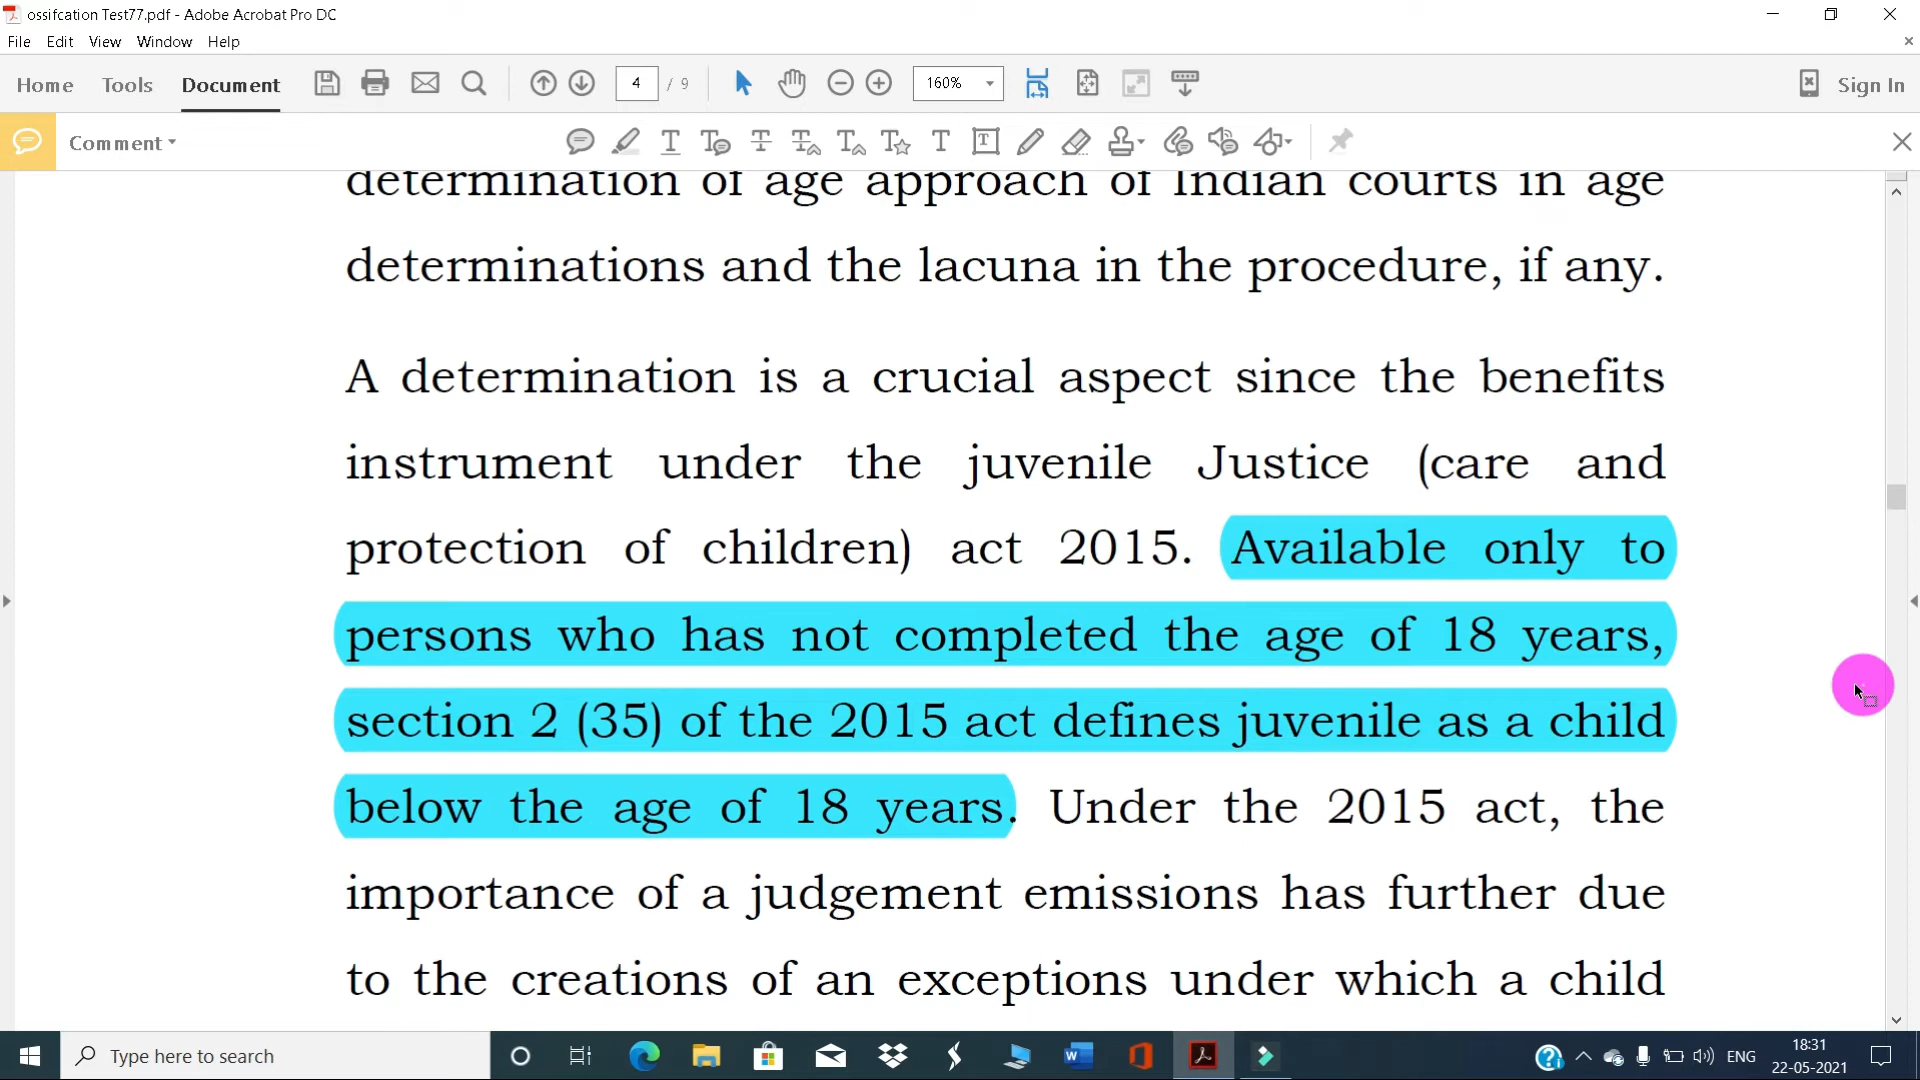 ossifcation Test77.pdf - Adobe Acrobat Pro DC
File Edit View Window Help
Home Tools Document 4 / 9 160% Sign In
Comment
determination of age approach of Indian courts in age
determinations and the lacuna in the procedure, if any.
A determination is a crucial aspect since the benefits
instrument under the juvenile Justice (care and
protection of children) act 2015. Available only to
persons who has not completed the age of 18 years,
section 2 (35) of the 2015 act defines juvenile as a child
below the age of 18 years. Under the 2015 act, the
importance of a judgement emissions has further due
to the creations of an exceptions under which a child
Type here to search
ENG
18:31
22-05-2021